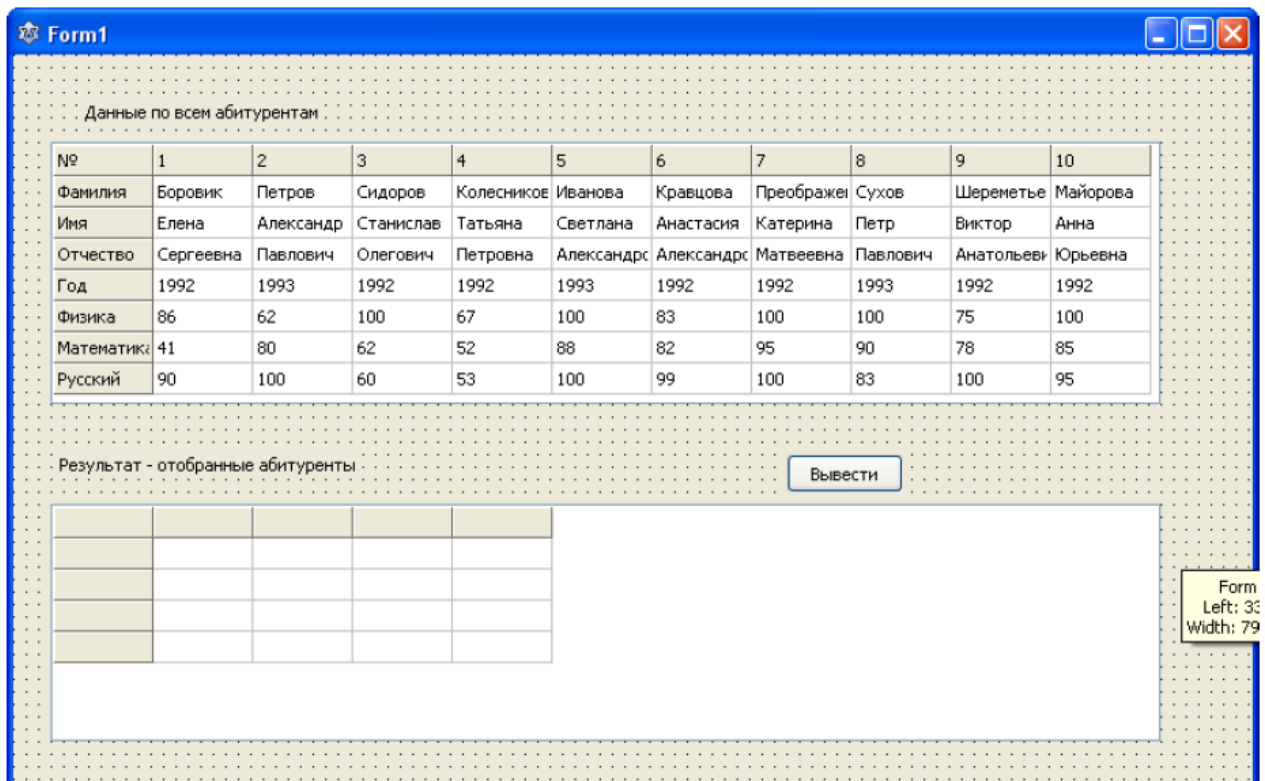 Form1
Данные по всем абитурентам
№ 1 2 3 4 5 6 7 8 9 10
Фамилия Боровик Петров Сидоров Колесников Иванова Кравцова Преображе Сухов Шереметье Майорова
Имя Елена Александр Станислав Татьяна Светлана Анастасия Катерина Петр Виктор Анна
Отчество Сергеевна Павлович Олегович Петровна Александро Александро Матвеевна Павлович Анатольеви Юрьевна
Год 1992 1993 1992 1992 1993 1992 1992 1993 1992 1992
Физика 86 62 100 67 100 83 100 100 75 100
Математика 41 80 62 52 88 82 95 90 78 85
Русский 90 100 60 53 100 99 100 83 100 95
Результат - отобранные абитуренты
Вывести
Form
Left: 33
Width: 79